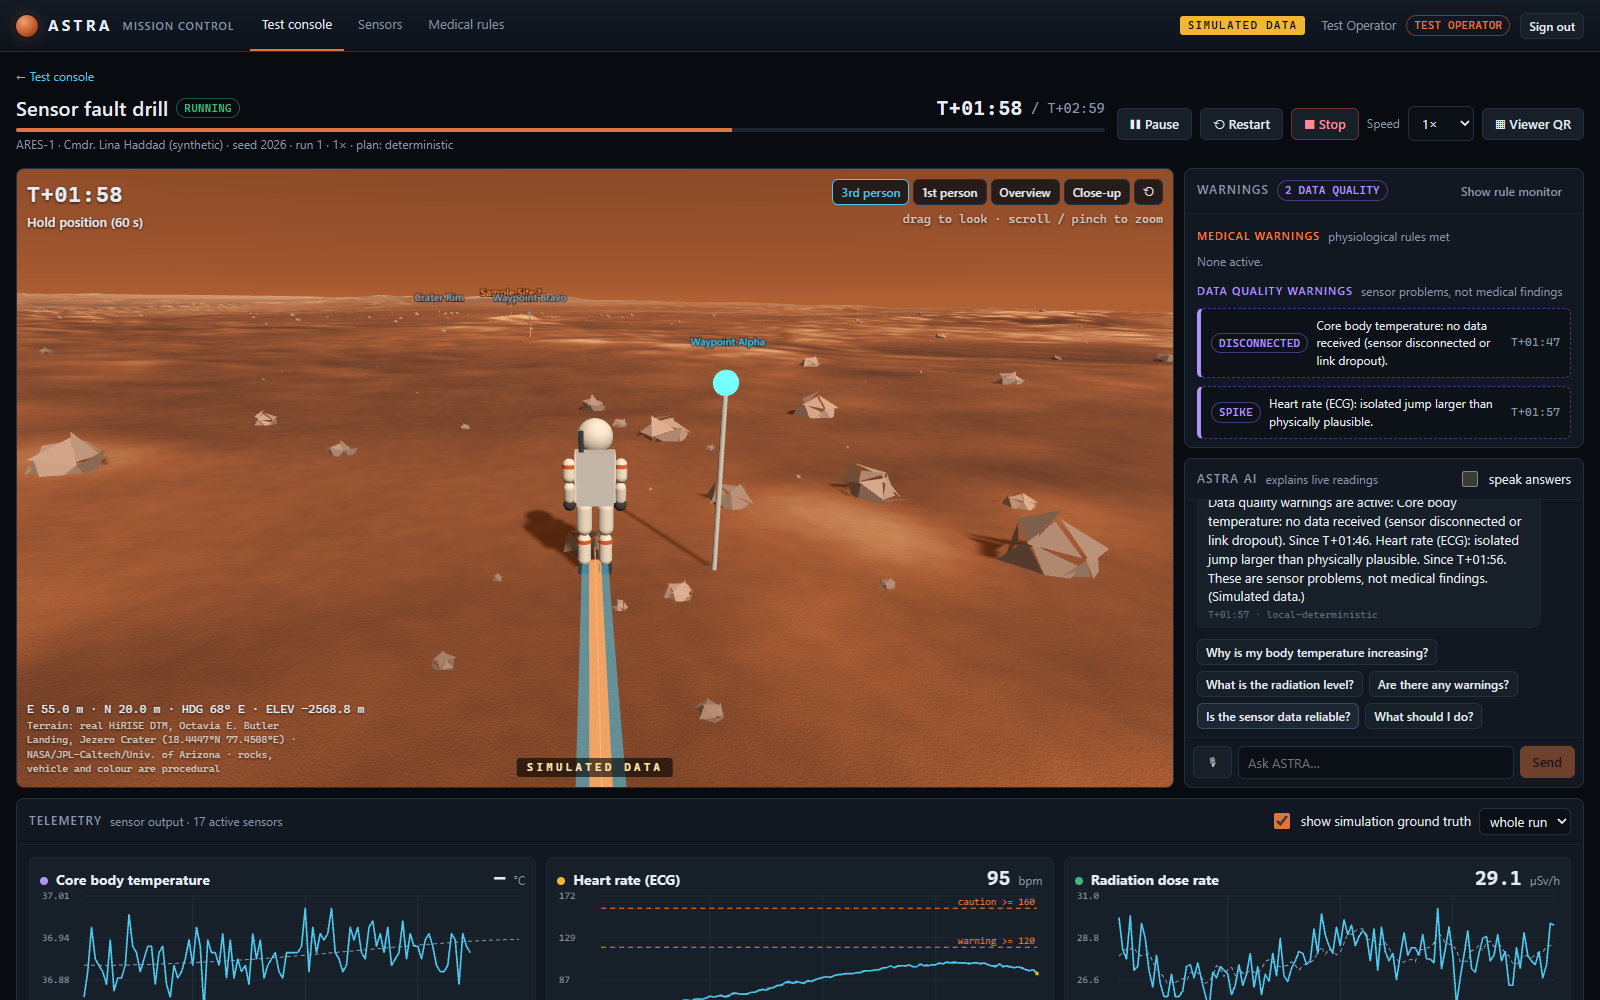 ASTRA MISSION CONTROL Test console Sensors Medical rules SIMULATED DATA Test Operator TEST OPERATOR Sign out
← Test console
Sensor fault drill RUNNING T+01:58 / T+02:59 Pause Restart Stop Speed 1× Viewer QR
ARES-1 · Cmdr. Lina Haddad (synthetic) · seed 2026 · run 1 · 1× · plan: deterministic
T+01:58
Hold position (60 s)
3rd person 1st person Overview Close-up
drag to look · scroll / pinch to zoom
Crater Rim Sample Site 1 Waypoint Bravo
Waypoint Alpha
E 55.0 m · N 20.0 m · HDG 68° E · ELEV −2568.8 m
Terrain: real HiRISE DTM, Octavia E. Butler
Landing, Jezero Crater (18.4447°N 77.4508°E) ·
NASA/JPL-Caltech/Univ. of Arizona · rocks,
vehicle and colour are procedural
SIMULATED DATA
WARNINGS 2 DATA QUALITY Show rule monitor
MEDICAL WARNINGS physiological rules met
None active.
DATA QUALITY WARNINGS sensor problems, not medical findings
DISCONNECTED Core body temperature: no data
received (sensor disconnected or
link dropout). T+01:47
SPIKE Heart rate (ECG): isolated jump larger than
physically plausible. T+01:57
ASTRA AI explains live readings speak answers
Data quality warnings are active: Core body
temperature: no data received (sensor disconnected or
link dropout). Since T+01:46. Heart rate (ECG): isolated
jump larger than physically plausible. Since T+01:56.
These are sensor problems, not medical findings.
(Simulated data.)
T+01:57 · local-deterministic
Why is my body temperature increasing?
What is the radiation level? Are there any warnings?
Is the sensor data reliable? What should I do?
Ask ASTRA... Send
TELEMETRY sensor output · 17 active sensors show simulation ground truth whole run
Core body temperature – °C
37.01
36.94
36.88
Heart rate (ECG) 95 bpm
172
caution >= 160
129
warning >= 120
87
Radiation dose rate 29.1 µSv/h
31.0
28.8
26.6